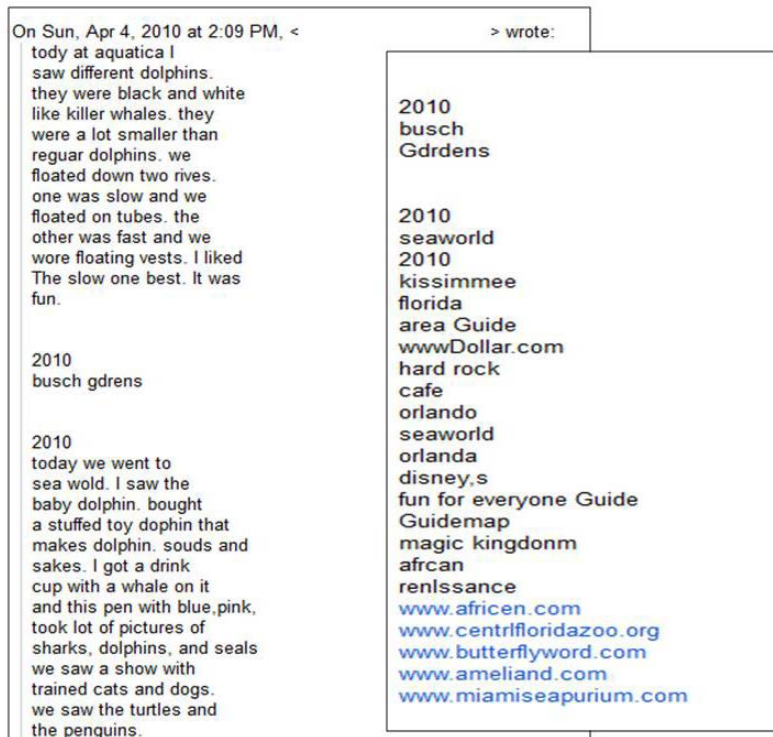 On Sun, Apr 4, 2010 at 2:09 PM, < > wrote:
tody at aquatica I
saw different dolphins.
they were black and white
like killer whales. they
were a lot smaller than
reguar dolphins. we
floated down two rives.
one was slow and we
floated on tubes. the
other was fast and we
wore floating vests. I liked
The slow one best. It was
fun.
2010
busch gdrens
2010
today we went to
sea wold. I saw the
baby dolphin. bought
a stuffed toy dophin that
makes dolphin. souds and
sakes. I got a drink
cup with a whale on it
and this pen with blue,pink,
took lot of pictures of
sharks, dolphins, and seals
we saw a show with
trained cats and dogs.
we saw the turtles and
the penguins.
2010
busch
Gdrdens
2010
seaworld
2010
kissimmee
florida
area Guide
wwwDollar.com
hard rock
cafe
orlando
seaworld
orlanda
disney,s
fun for everyone Guide
Guidemap
magic kingdonm
afrcan
renIssance
www.africen.com
www.centrlfloridazoo.org
www.butterflyword.com
www.ameliand.com
www.miamiseapurium.com